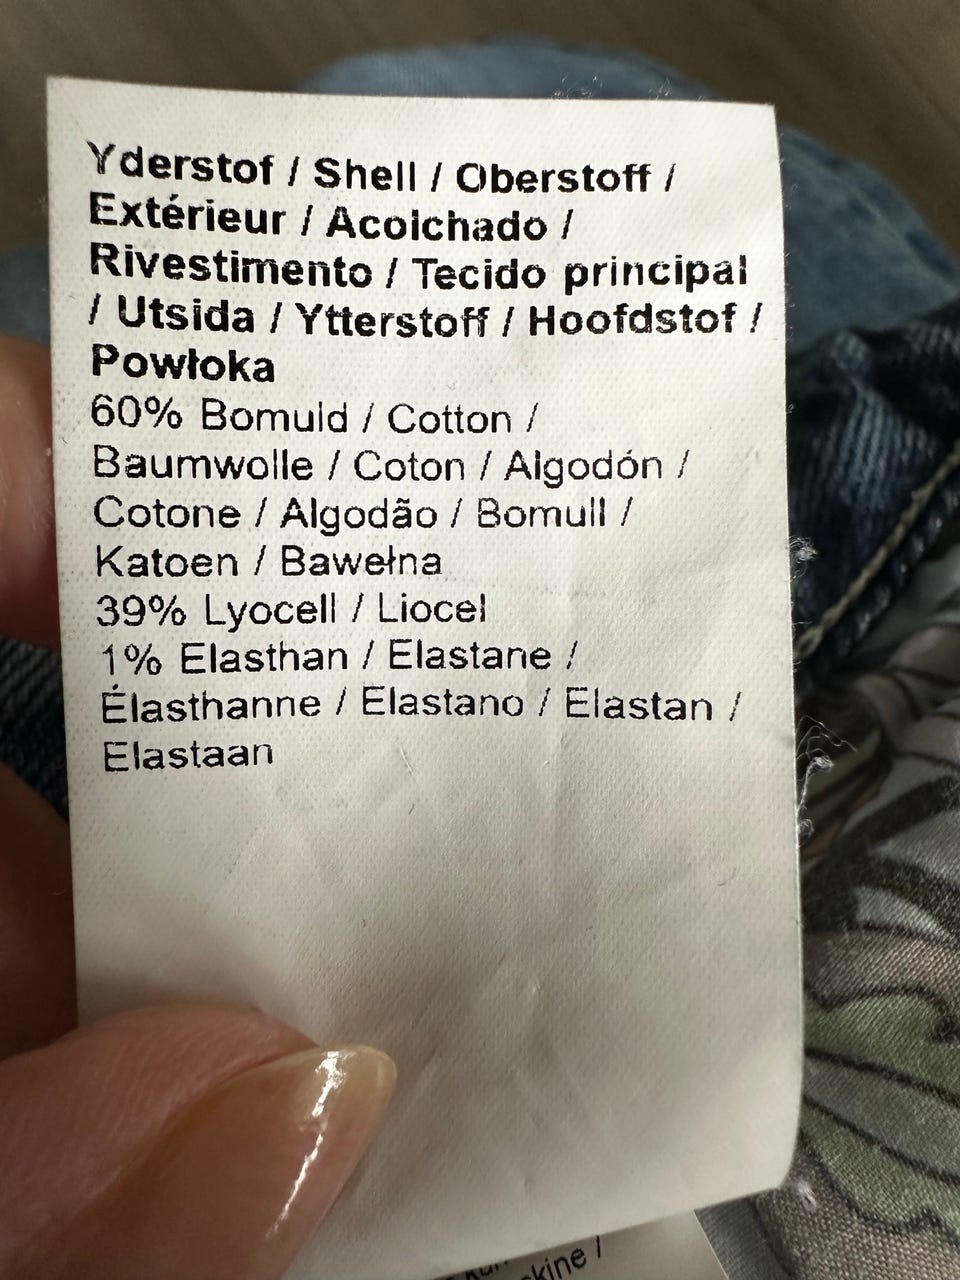 Yderstof / Shell / Oberstoff /
Extérieur / Acolchado /
Rivestimento / Tecido principal
/ Utsida / Ytterstoff / Hoofdstof /
Powłoka
60% Bomuld / Cotton /
Baumwolle / Coton / Algodón /
Cotone / Algodão / Bomull /
Katoen / Bawełna
39% Lyocell / Liocel
1% Elasthan / Elastane /
Élasthanne / Elastano / Elastan /
Elastaan